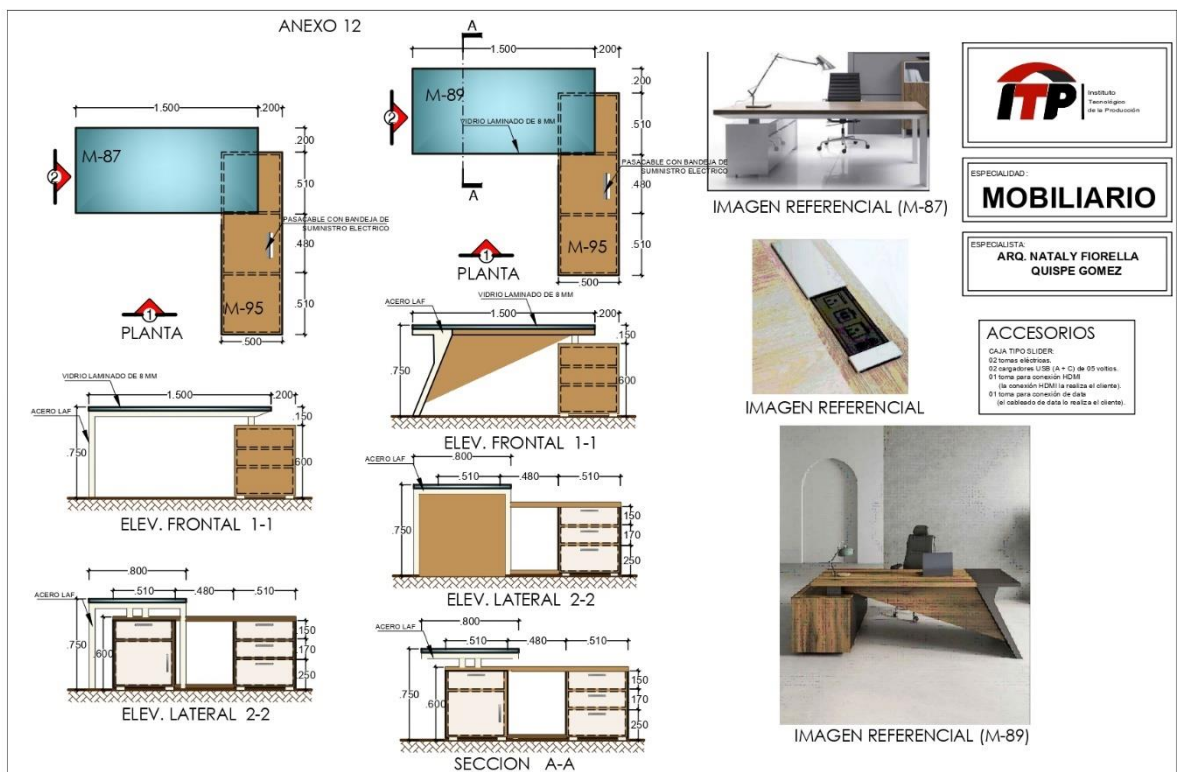 ANEXO 12
1.500
.200
M-87
.200
.510
PASACABLE CON BANDEJA DE
SUMINISTRO ELECTRICO
.480
M-95
.510
.500
2
1
PLANTA
VIDRIO LAMINADO DE 8 MM
1.500
.200
ACERO LAF
.150
.750
.600
ELEV. FRONTAL 1-1
.800
ACERO LAF
.510
.480
.510
.750
.600
.150
.170
.250
ELEV. LATERAL 2-2
A
1.500
.200
M-89
.200
VIDRIO LAMINADO DE 8 MM
.510
PASACABLE CON BANDEJA DE
SUMINISTRO ELECTRICO
.480
A
M-95
.510
.500
2
1
PLANTA
ACERO LAF
VIDRIO LAMINADO DE 8 MM
1.500
.200
.150
.750
.600
ELEV. FRONTAL 1-1
ACERO LAF
.800
.510
.480
.510
.750
.150
.170
.250
ELEV. LATERAL 2-2
.800
ACERO LAF
.510
.480
.510
.750
.600
.150
.170
.250
SECCION A-A
IMAGEN REFERENCIAL (M-87)
IMAGEN REFERENCIAL
IMAGEN REFERENCIAL (M-89)
ITP
Instituto
Tecnológico
de la Producción
ESPECIALIDAD:
MOBILIARIO
ESPECIALISTA:
ARQ. NATALY FIORELLA
QUISPE GOMEZ
ACCESORIOS
CAJA TIPO SLIDER:
02 tomas eléctricas.
02 cargadores USB (A + C) de 05 voltios.
01 toma para conexión HDMI
(la conexión HDMI la realiza el cliente).
01 toma para conexión de data
(el cableado de data lo realiza el cliente).